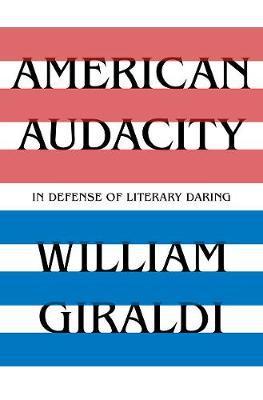 AMERICAN
AUDACITY
IN DEFENSE OF LITERARY DARING
WILLIAM
GIRALDI